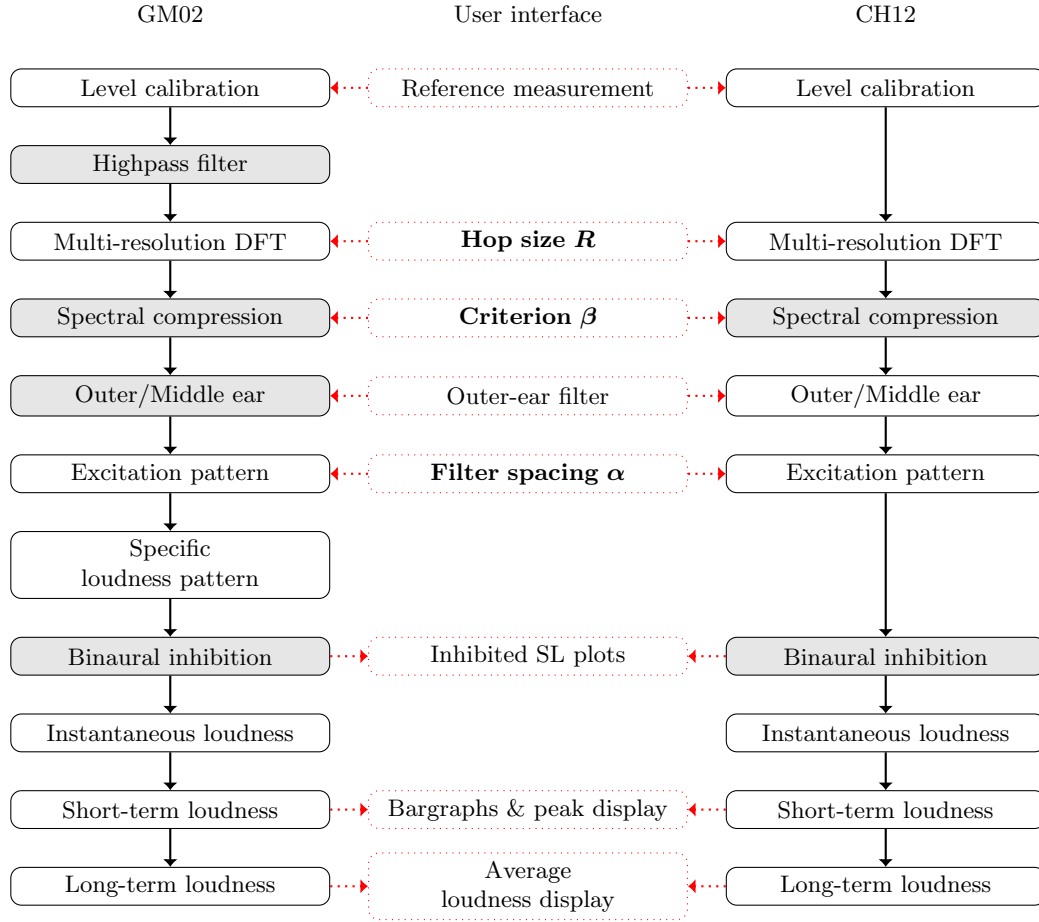 GM02 User interface CH12
Level calibration Reference measurement Level calibration
Highpass filter
Multi-resolution DFT Hop size R Multi-resolution DFT
Spectral compression Criterion β Spectral compression
Outer/Middle ear Outer-ear filter Outer/Middle ear
Excitation pattern Filter spacing α Excitation pattern
Specific
loudness pattern
Binaural inhibition Inhibited SL plots Binaural inhibition
Instantaneous loudness Instantaneous loudness
Short-term loudness Bargraphs & peak display Short-term loudness
Long-term loudness Average loudness display Long-term loudness